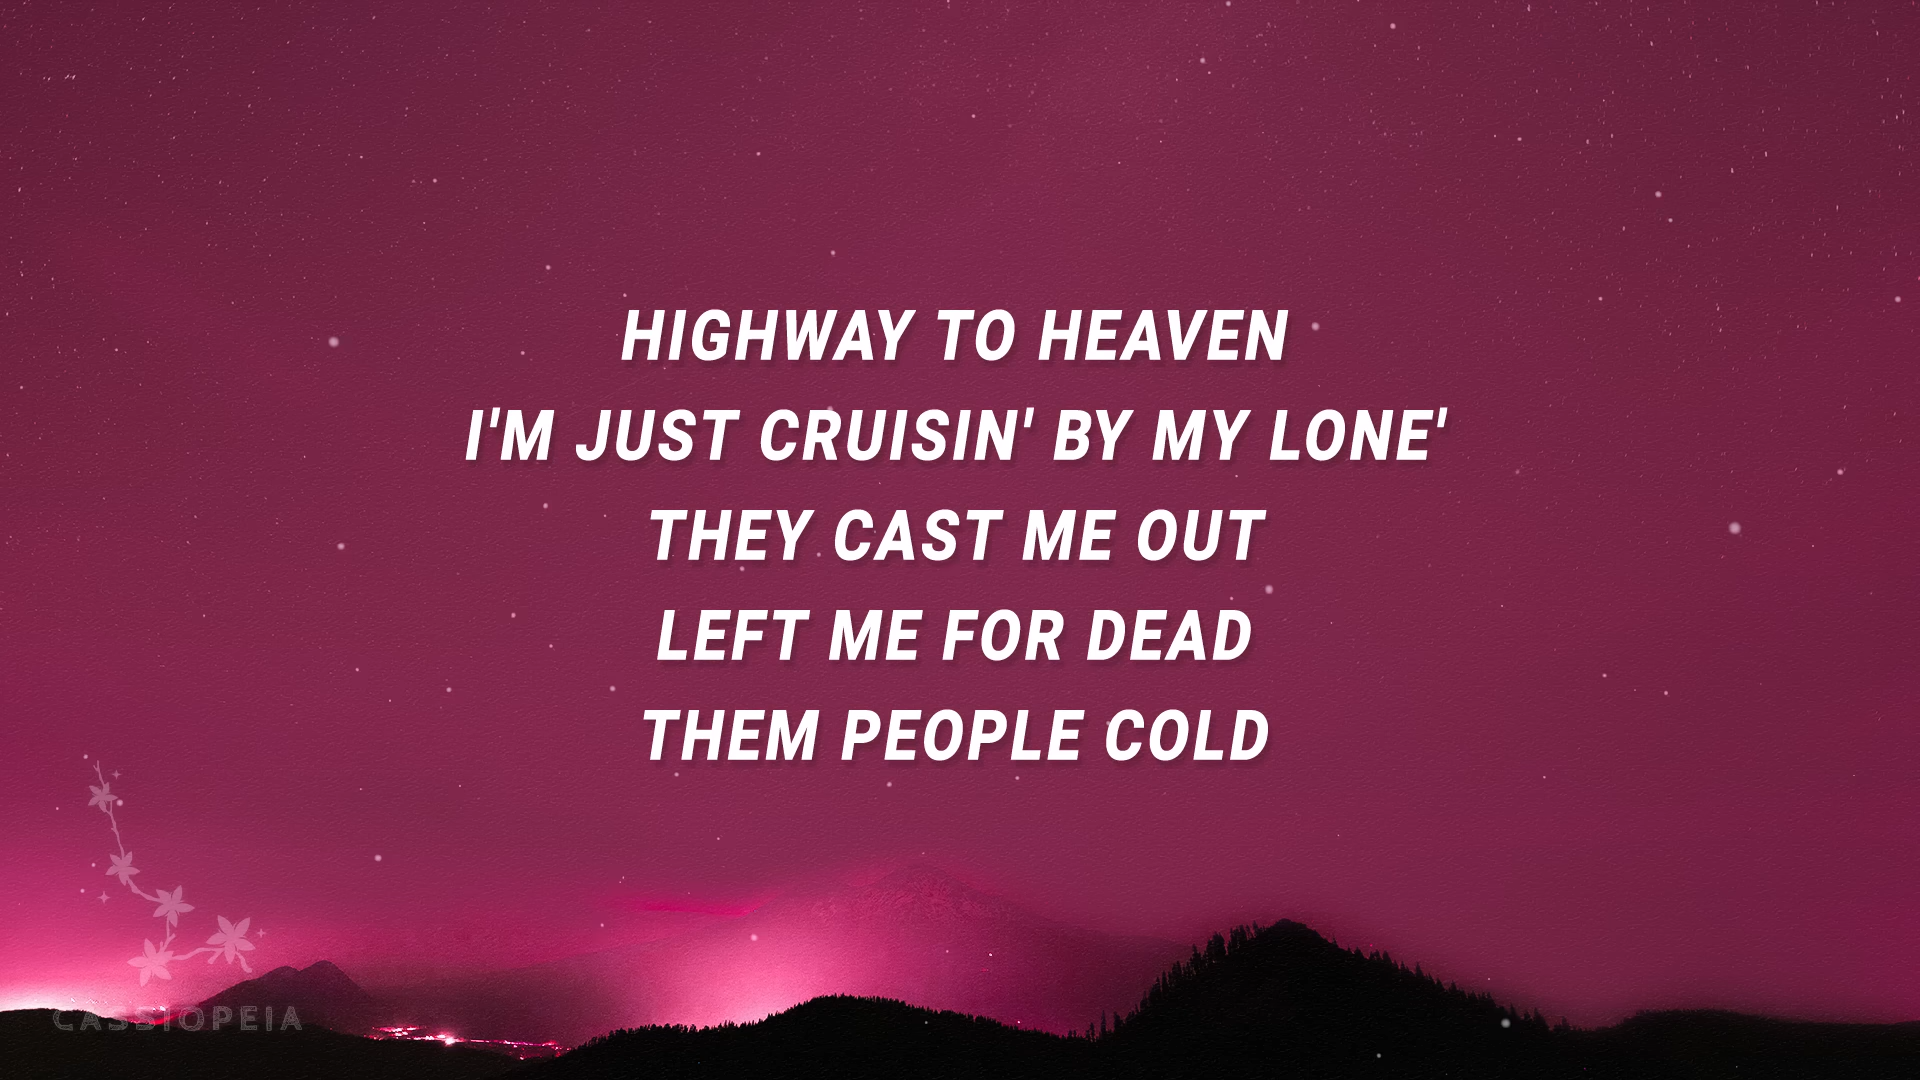 HIGHWAY TO HEAVEN
I'M JUST CRUISIN' BY MY LONE'
THEY CAST ME OUT
LEFT ME FOR DEAD
THEM PEOPLE COLD
CASSIOPEIA